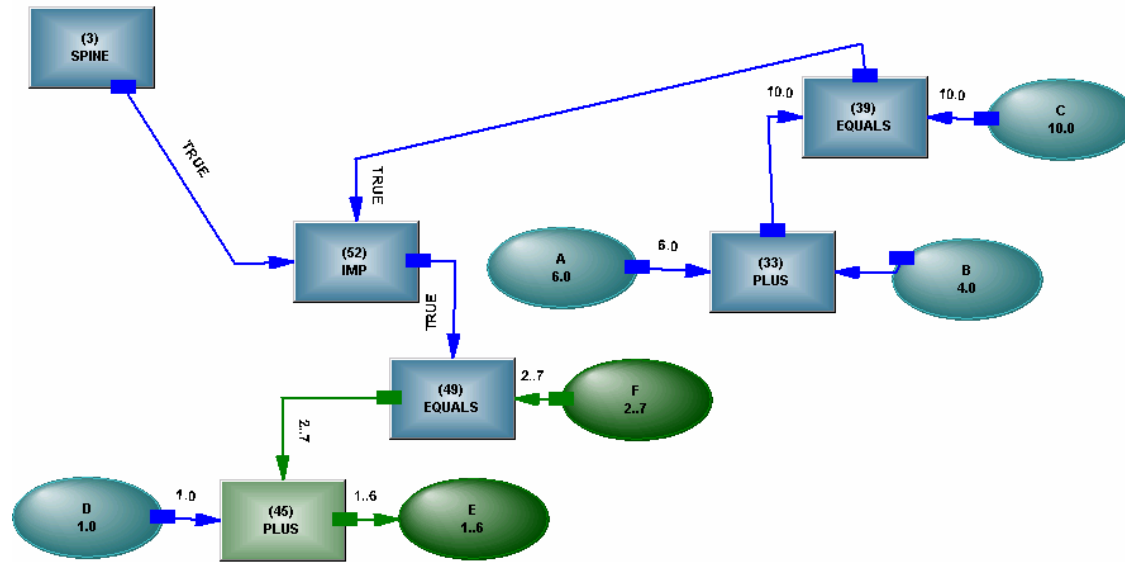 (3)
SPINE
TRUE
10.0
(39)
EQUALS
10.0
C
10.0
TRUE
(52)
IMP
A
6.0
6.0
(33)
PLUS
B
4.0
TRUE
(49)
EQUALS
2..7
F
2..7
2..7
D
1.0
1.0
(45)
PLUS
1..6
E
1..6